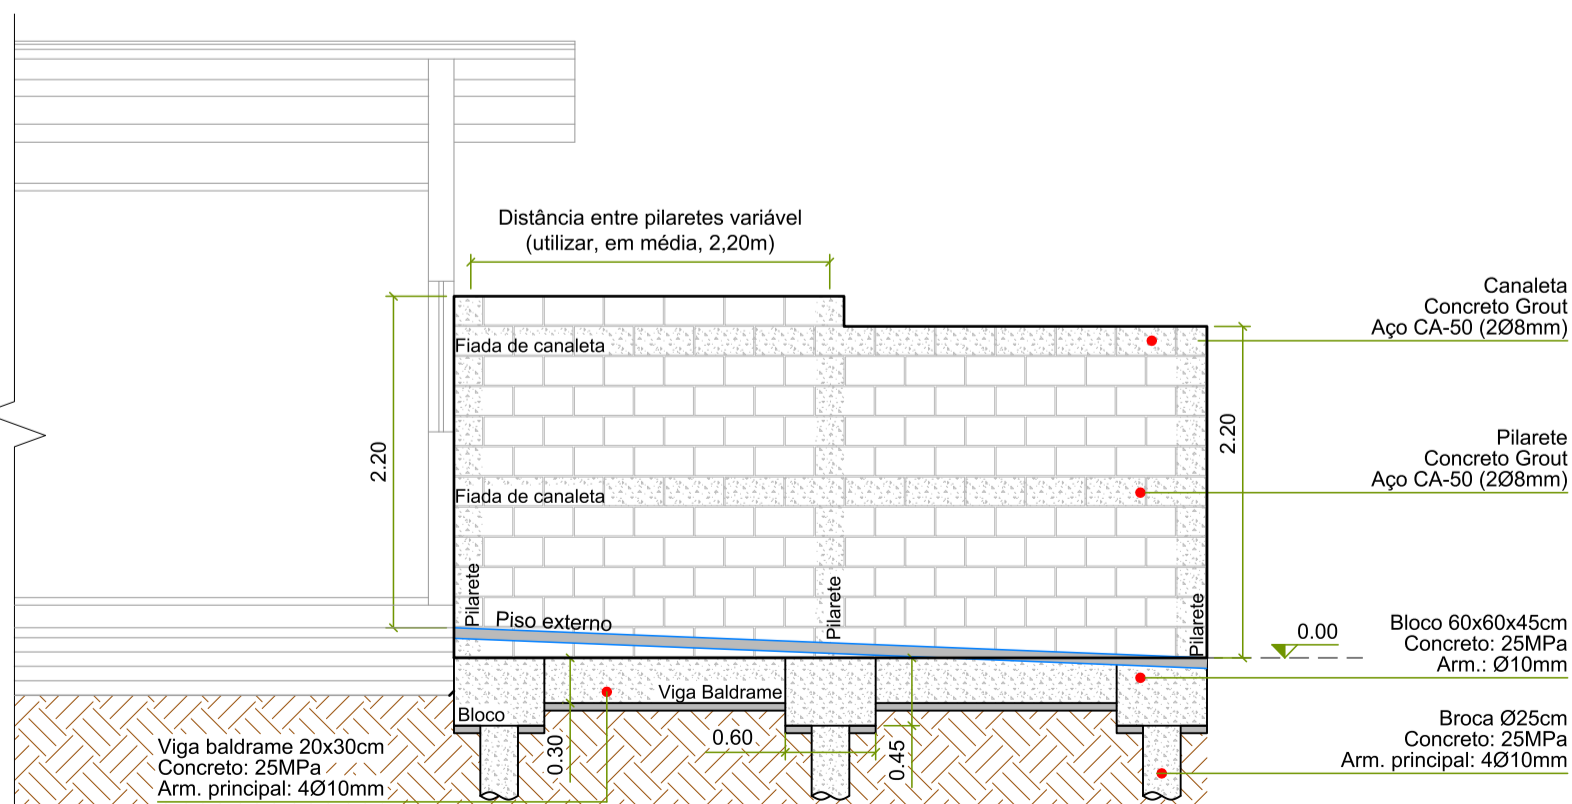 Distância entre pilaretes variável
(utilizar, em média, 2,20m)
Canaleta
Concreto Grout
Aço CA-50 (2Ø8mm)
Fiada de canaleta
2.20
2.20
Pilarete
Concreto Grout
Aço CA-50 (2Ø8mm)
Fiada de canaleta
Pilarete
Pilarete
Pilarete
Piso externo
0.00
Bloco 60x60x45cm
Concreto: 25MPa
Arm.: Ø10mm
Viga Baldrame
Bloco
0.30
0.60
0.45
Viga baldrame 20x30cm
Concreto: 25MPa
Arm. principal: 4Ø10mm
Broca Ø25cm
Concreto: 25MPa
Arm. principal: 4Ø10mm